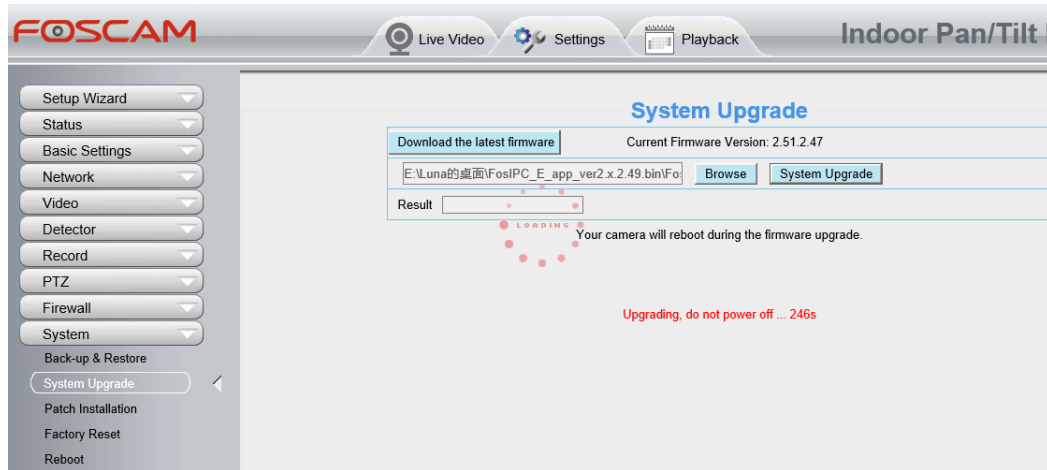 FOSCAM
Live Video
Settings
Playback
Indoor Pan/Tilt
Setup Wizard
Status
Basic Settings
Network
Video
Detector
Record
PTZ
Firewall
System
Back-up & Restore
System Upgrade
Patch Installation
Factory Reset
Reboot
System Upgrade
Download the latest firmware Current Firmware Version: 2.51.2.47
E:\Luna的桌面\FosIPC_E_app_ver2.x.2.49.bin\Fo Browse System Upgrade
Result
LOADING
Your camera will reboot during the firmware upgrade.
Upgrading, do not power off ... 246s